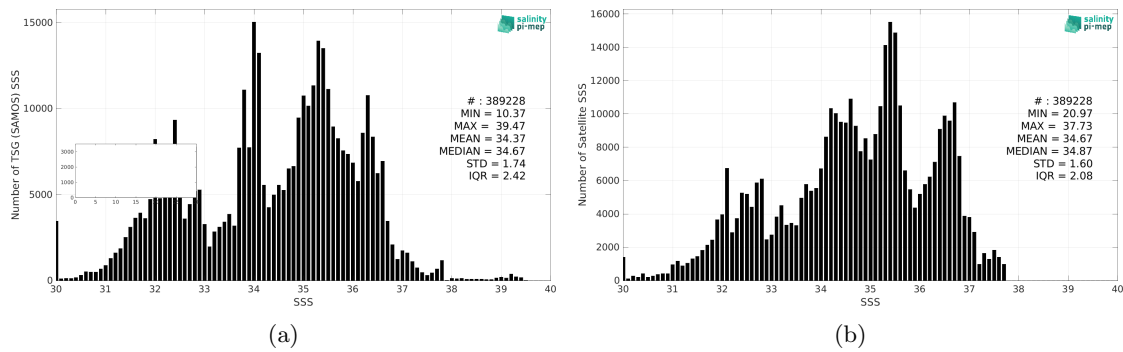 salinity
pi-mep
15000
10000
5000
0
Number of TSG (SAMOS) SSS
# : 389228
MIN = 10.37
MAX = 39.47
MEAN = 34.37
MEDIAN = 34.67
STD = 1.74
IQR = 2.42
3000
2000
1000
0
0 5 10 15
30 31 32 33 34 35 36 37 38 39 40
SSS
(a)
salinity
pi-mep
16000
14000
12000
10000
8000
6000
4000
2000
0
Number of Satellite SSS
# : 389228
MIN = 20.97
MAX = 37.73
MEAN = 34.67
MEDIAN = 34.87
STD = 1.60
IQR = 2.08
30 31 32 33 34 35 36 37 38 39 40
SSS
(b)